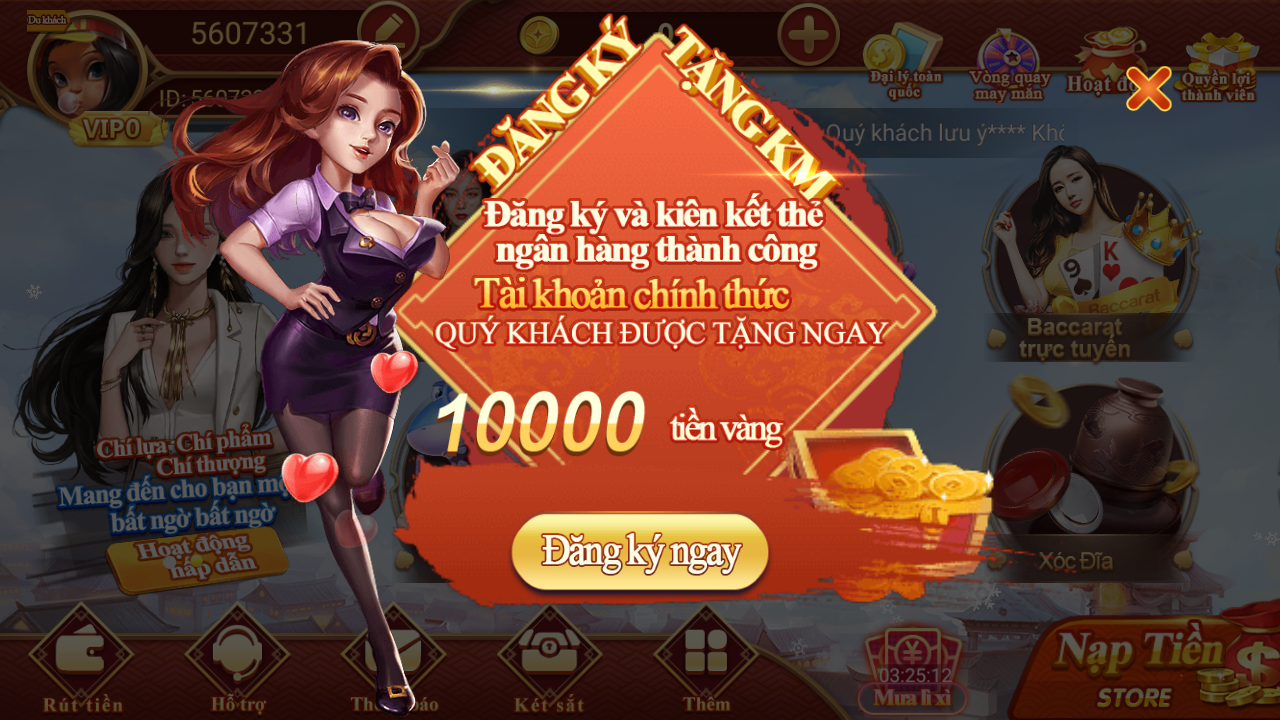 Du khách
5607331
0
VIP0
Đại lý toàn
quốc
Vòng quay
may mắn
Quyền lợi
thành viên
Quý khách lưu ý****
ĐĂNG KÝ
TẶNG KM
Đăng ký và kiên kết thẻ
ngân hàng thành công
Tài khoản chính thức
QUÝ KHÁCH ĐƯỢC TẶNG NGAY
10000 tiền vàng
Đăng ký ngay
Chí lựa-Chí phẩm
Chí thượng
Mang đến cho bạn
bất ngờ bất ngờ
Hoạt động
hấp dẫn
9
K
Baccarat
Baccarat
trực tuyến
Xóc Đĩa
Rút tiền
Hỗ trợ
Két sắt
Thêm
03:25:12
Mua lì xì
Nạp Tiền
STORE